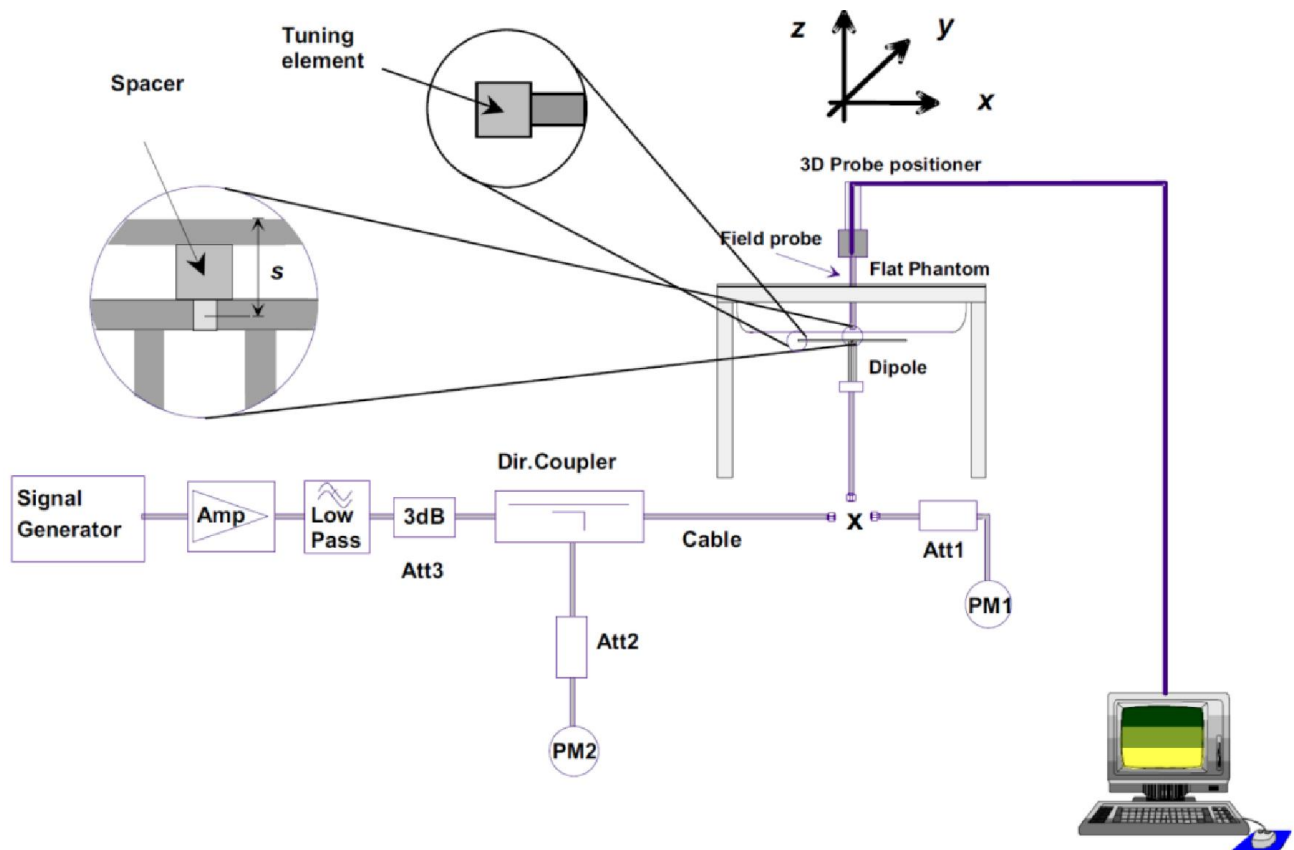 Tuning
element
Spacer
s
z
y
x
3D Probe positioner
Field probe
Flat Phantom
Dipole
Dir.Coupler
Signal
Generator
Amp
Low
Pass
3dB
Att3
Cable
x
Att1
PM1
Att2
PM2